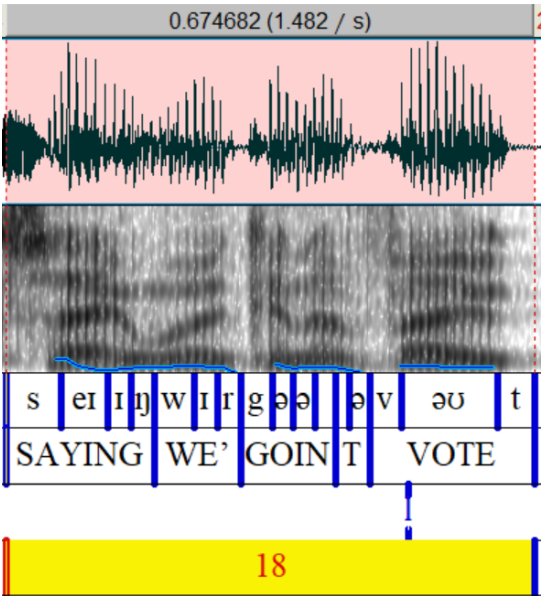 0.674682 (1.482 / s)
s eɪ ɪ ŋ w ɪ r g ə ə ə v əʊ t
SAYING WE’ GOIN T VOTE
18